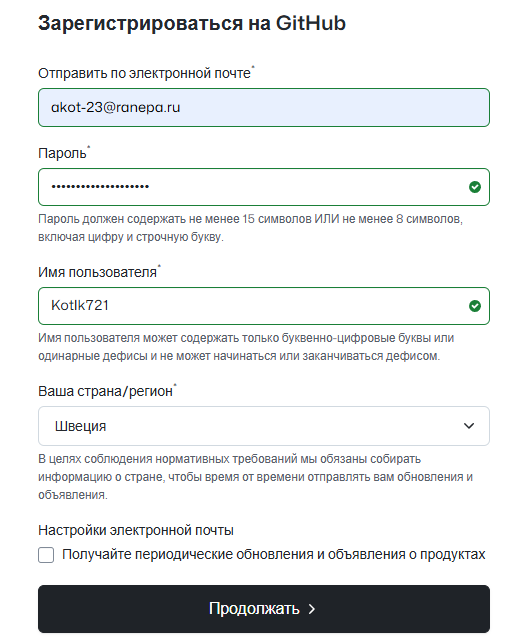 Зарегистрироваться на GitHub
Отправить по электронной почте*
akot-23@ranepa.ru
Пароль*
••••••••••••••••••••
Пароль должен содержать не менее 15 символов ИЛИ не менее 8 символов,
включая цифру и строчную букву.
Имя пользователя*
Kotlk721
Имя пользователя может содержать только буквенно-цифровые буквы или
одинарные дефисы и не может начинаться или заканчиваться дефисом.
Ваша страна/регион*
Швеция
В целях соблюдения нормативных требований мы обязаны собирать
информацию о стране, чтобы время от времени отправлять вам обновления и
объявления.
Настройки электронной почты
Получайте периодические обновления и объявления о продуктах
Продолжать